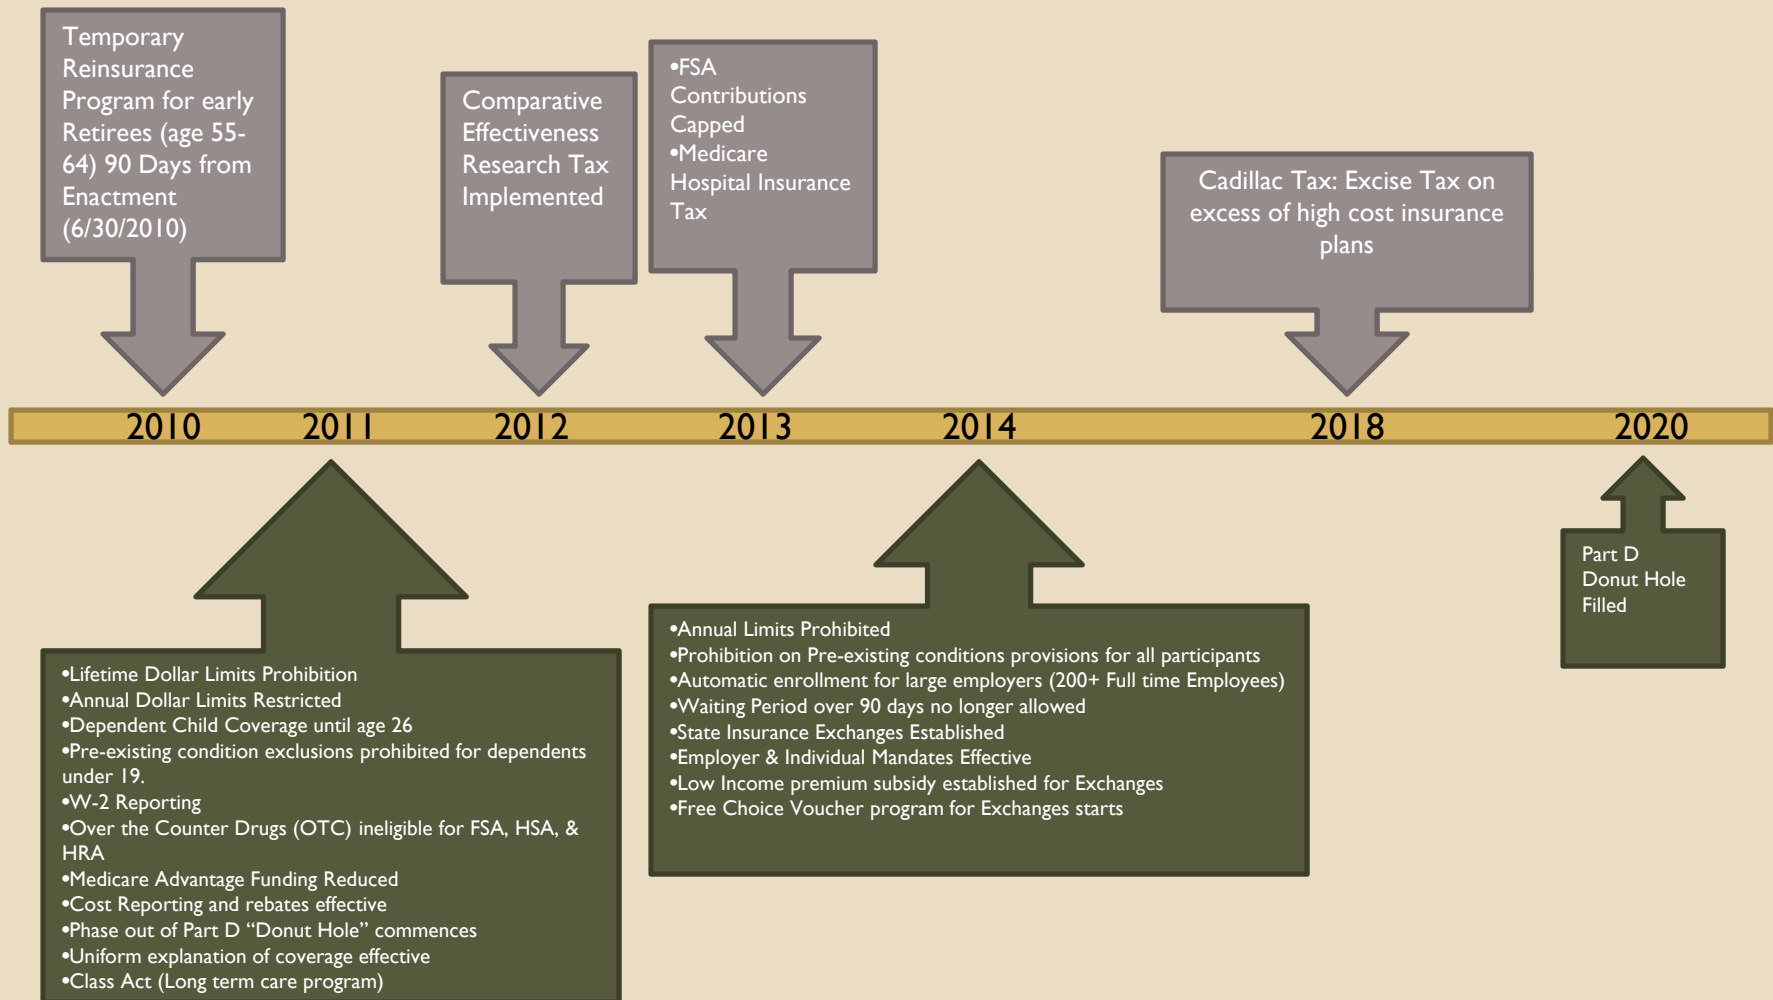 Temporary
Reinsurance
Program for early
Retirees (age 55-
64) 90 Days from
Enactment
(6/30/2010)
Comparative
Effectiveness
Research Tax
Implemented
•FSA
Contributions
Capped
•Medicare
Hospital Insurance
Tax
Cadillac Tax: Excise Tax on
excess of high cost insurance
plans
2010 2011 2012 2013 2014 2018 2020
•Lifetime Dollar Limits Prohibition
•Annual Dollar Limits Restricted
•Dependent Child Coverage until age 26
•Pre-existing condition exclusions prohibited for dependents
under 19.
•W-2 Reporting
•Over the Counter Drugs (OTC) ineligible for FSA, HSA, &
HRA
•Medicare Advantage Funding Reduced
•Cost Reporting and rebates effective
•Phase out of Part D “Donut Hole” commences
•Uniform explanation of coverage effective
•Class Act (Long term care program)
•Annual Limits Prohibited
•Prohibition on Pre-existing conditions provisions for all participants
•Automatic enrollment for large employers (200+ Full time Employees)
•Waiting Period over 90 days no longer allowed
•State Insurance Exchanges Established
•Employer & Individual Mandates Effective
•Low Income premium subsidy established for Exchanges
•Free Choice Voucher program for Exchanges starts
Part D
Donut Hole
Filled